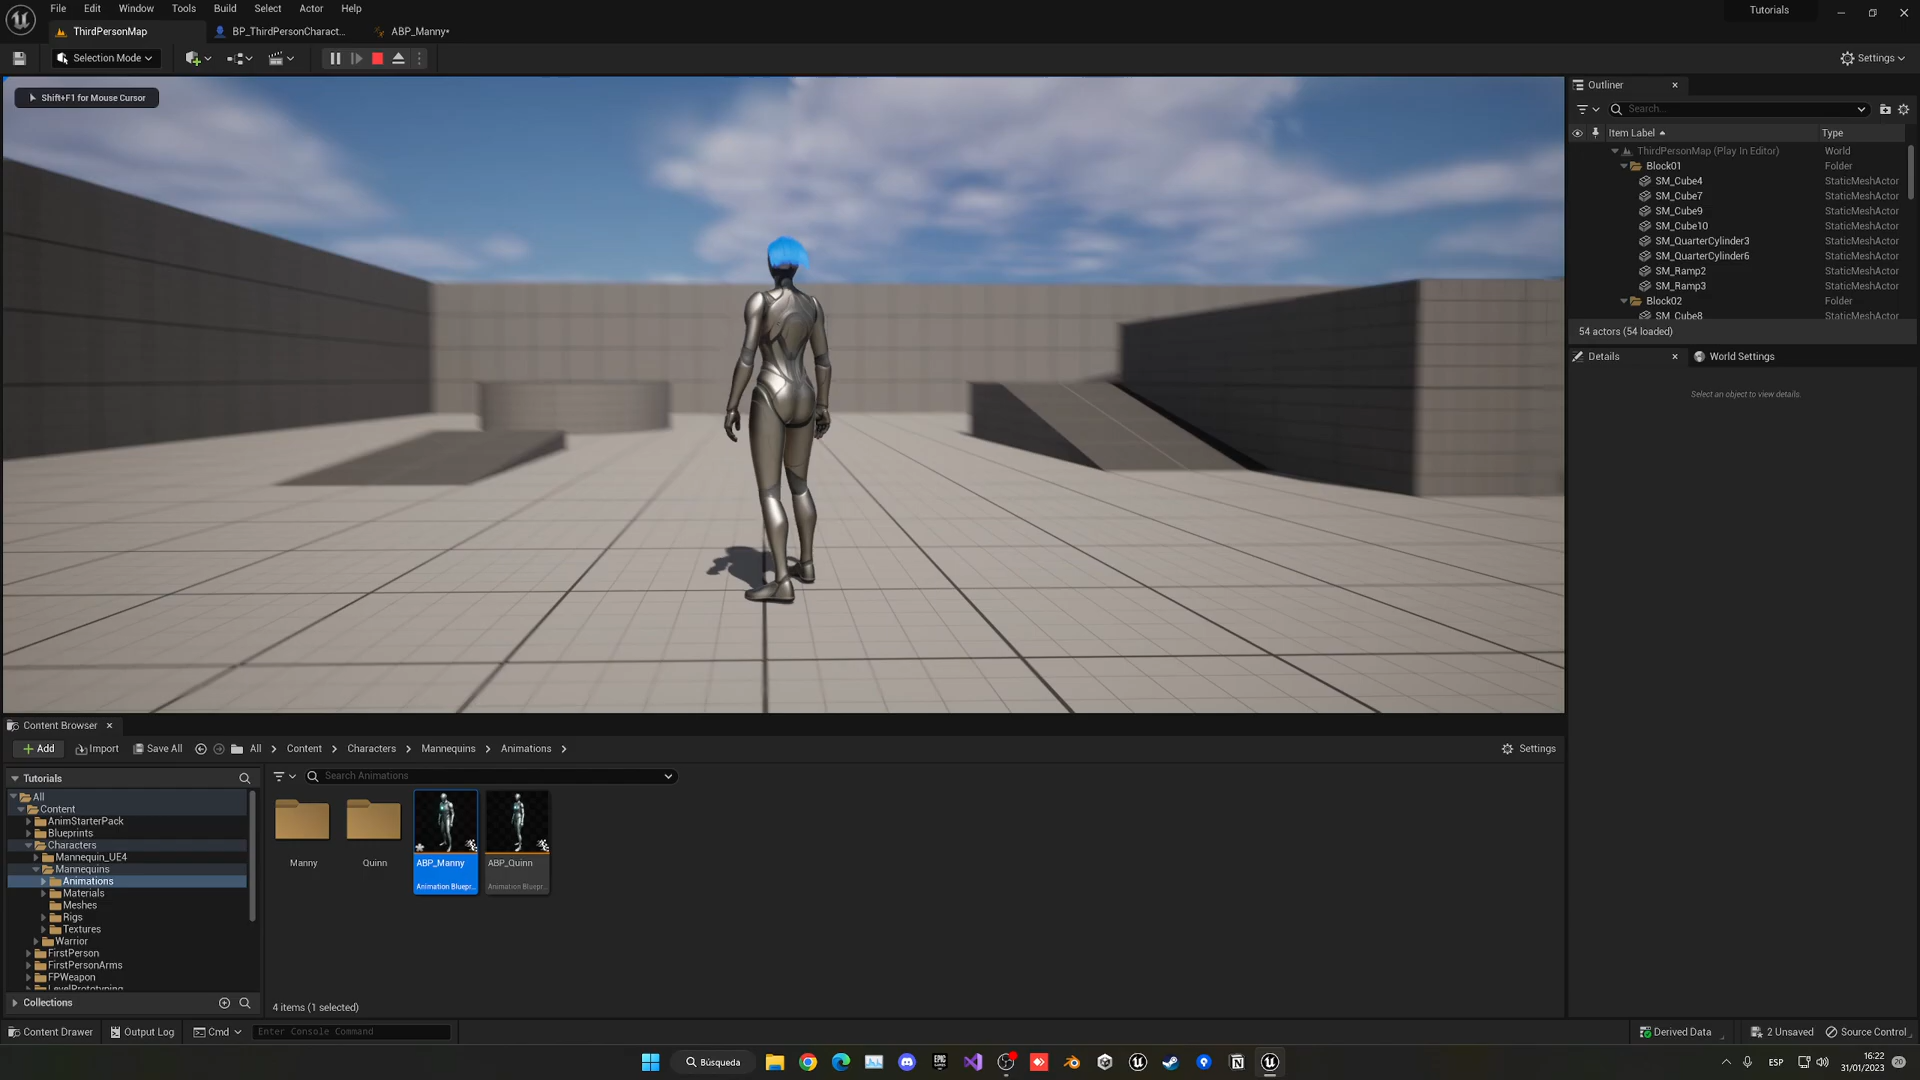 File Edit Window Tools Build Select Actor Help
Tutorials
ThirdPersonMap
BP_ThirdPersonCharact...
ABP_Manny*
Selection Mode
Settings
Shift+F1 for Mouse Cursor
Outliner
Search...
Item Label
Type
ThirdPersonMap (Play In Editor) World
Block01 Folder
SM_Cube4 StaticMeshActor
SM_Cube7 StaticMeshActor
SM_Cube9 StaticMeshActor
SM_Cube10 StaticMeshActor
SM_QuarterCylinder3 StaticMeshActor
SM_QuarterCylinder6 StaticMeshActor
SM_Ramp2 StaticMeshActor
SM_Ramp3 StaticMeshActor
Block02 Folder
SM_Cube8 StaticMeshActor
54 actors (54 loaded)
Details
World Settings
Select an object to view details.
Content Browser
Add
Import
Save All
All
Content
Characters
Mannequins
Animations
Settings
Tutorials
Search Animations
All
Content
AnimStarterPack
Blueprints
Characters
Mannequin_UE4
Mannequins
Animations
Materials
Meshes
Rigs
Textures
Warrior
FirstPerson
FirstPersonArms
FPWeapon
LevelPrototyping
Collections
Manny
Quinn
ABP_Manny
Animation Bluepr...
ABP_Quinn
Animation Bluepr...
4 items (1 selected)
Content Drawer
Output Log
Cmd
Enter Console Command
Derived Data
2 Unsaved
Source Control
Búsqueda
ESP
16:22
31/01/2023
20